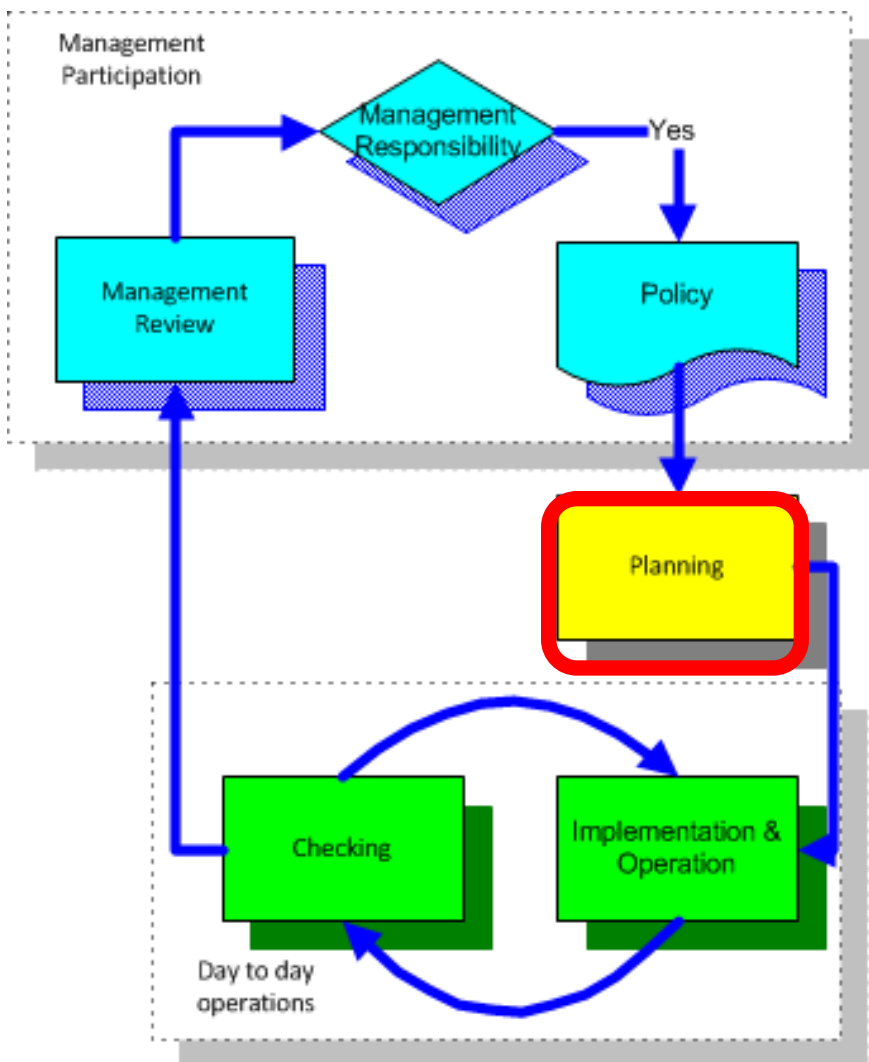 Management
Participation
Management
Responsibility
Yes
Management
Review
Policy
Planning
Checking
Implementation &
Operation
Day to day
operations